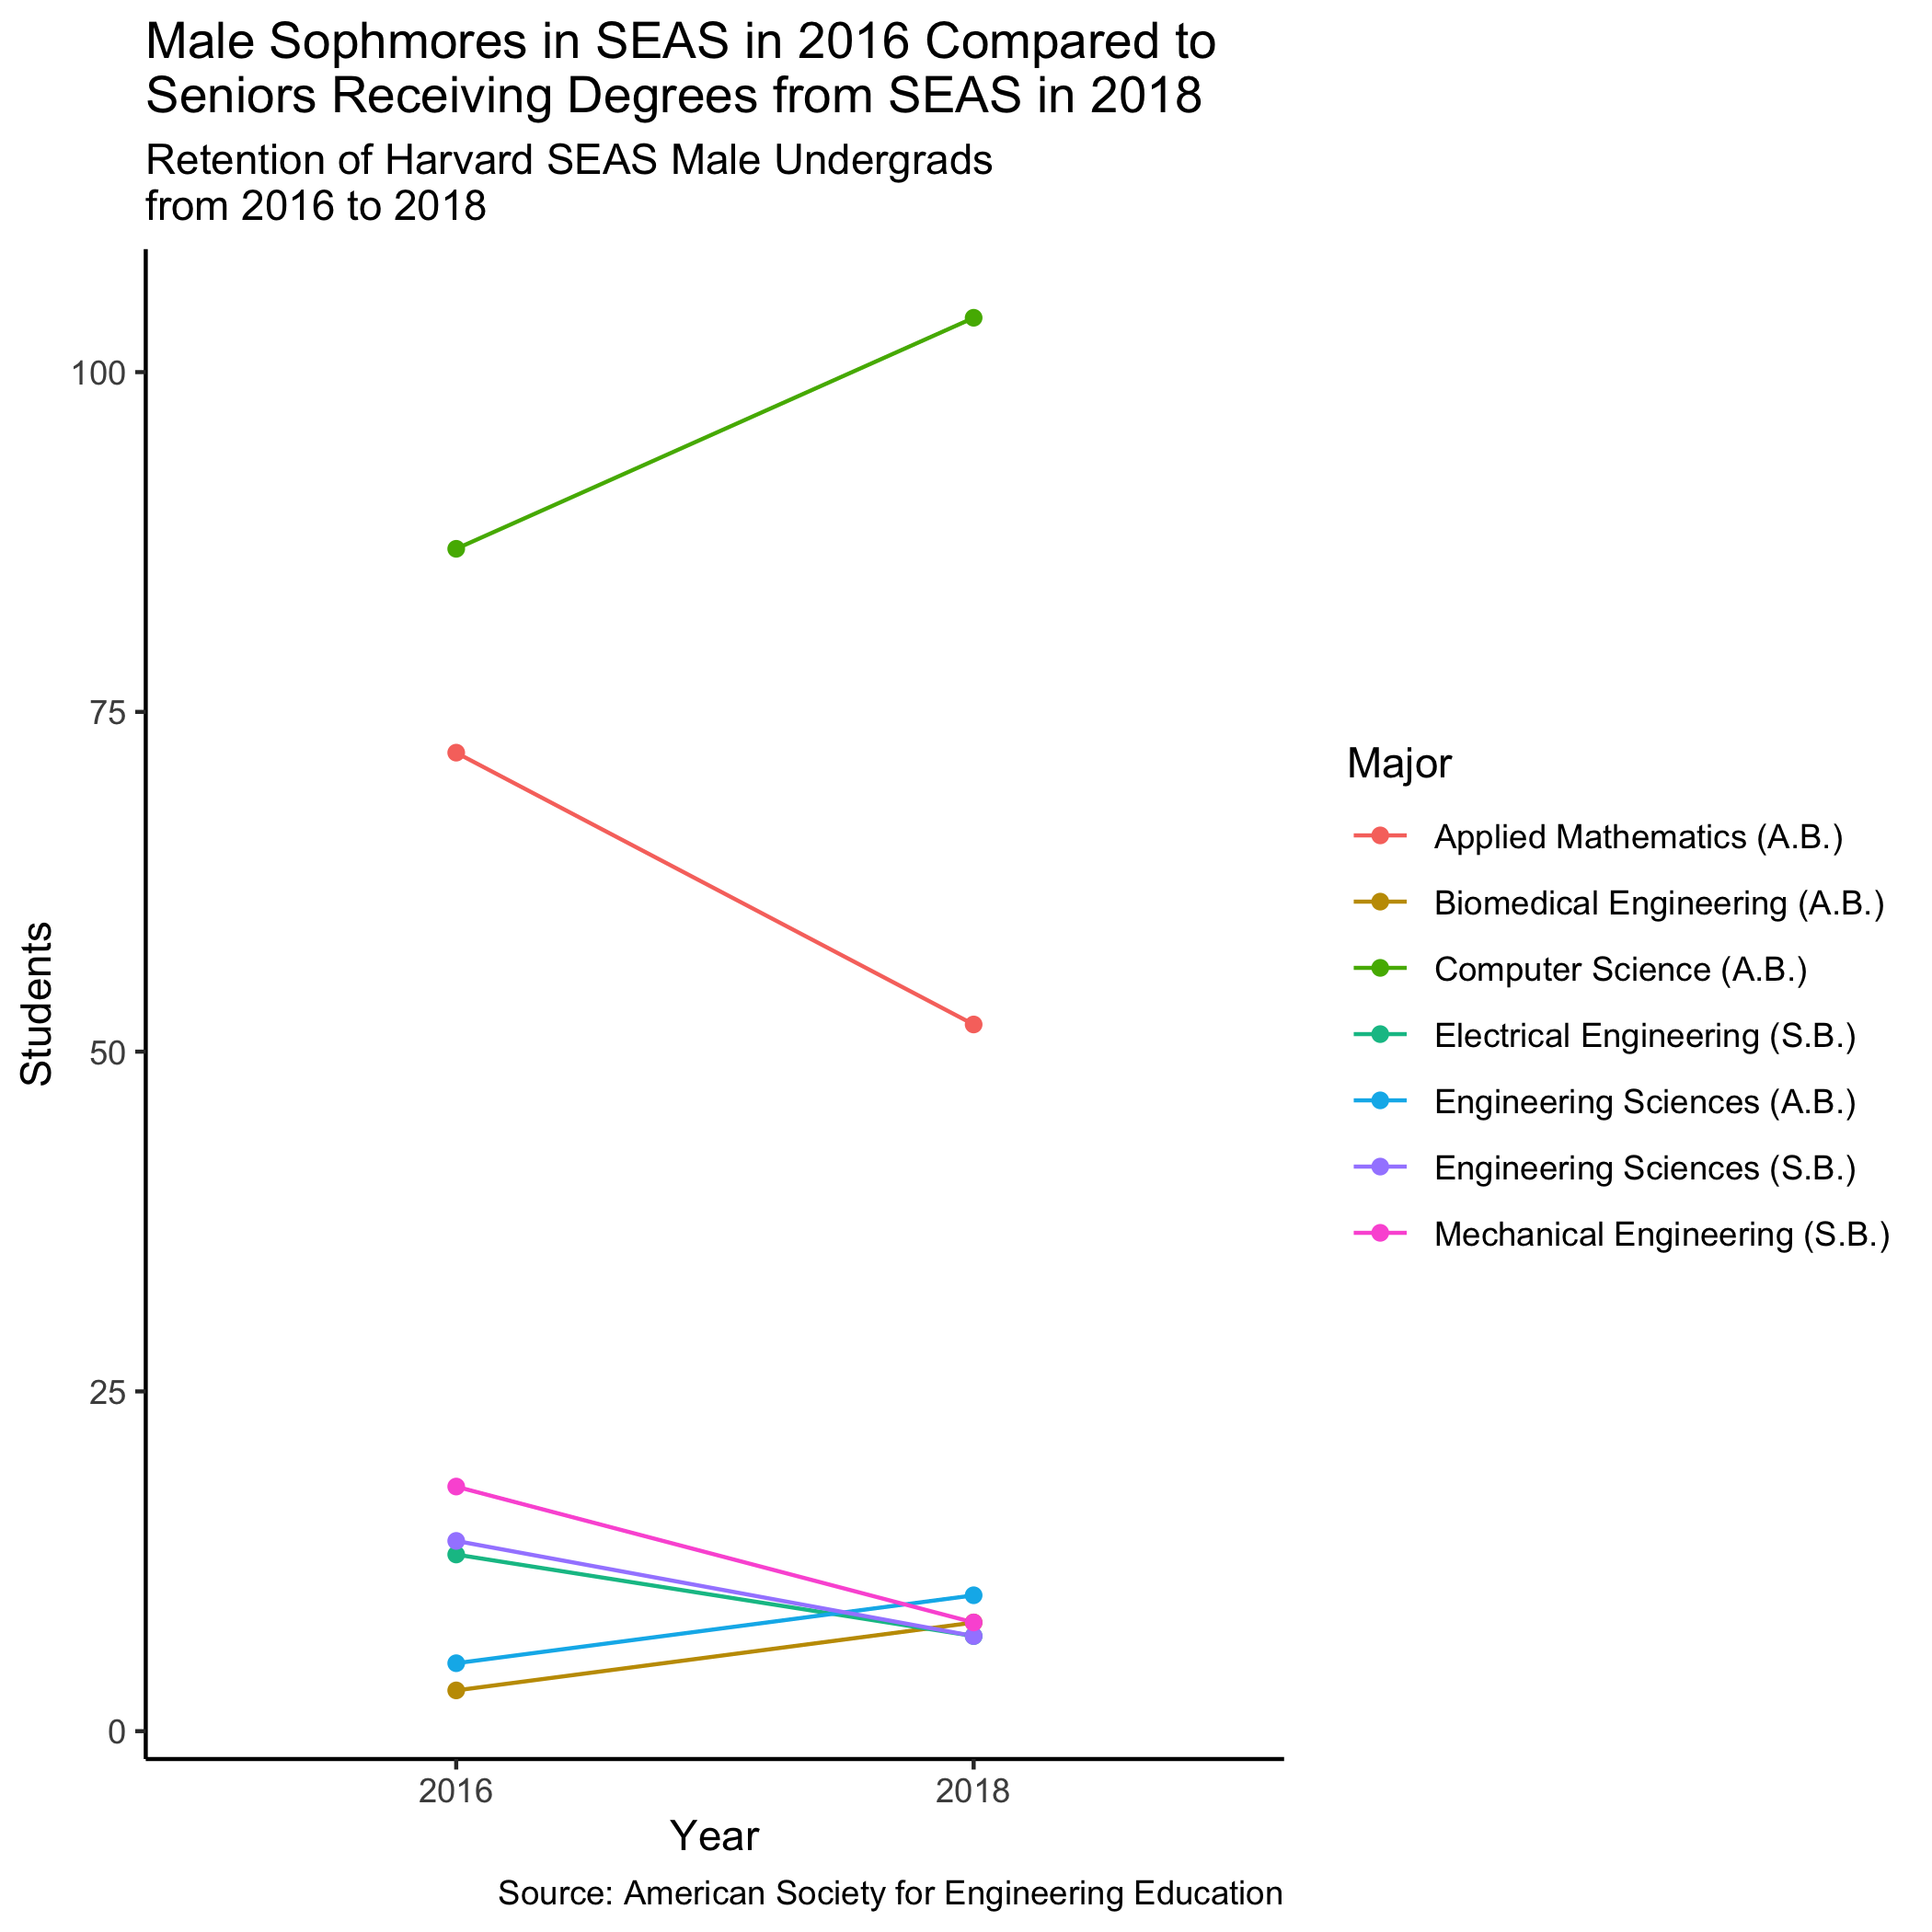 Male Sophmores in SEAS in 2016 Compared to
Seniors Receiving Degrees from SEAS in 2018
Retention of Harvard SEAS Male Undergrads
from 2016 to 2018
100
75
50
25
0
Students
2016
2018
Year
Source: American Society for Engineering Education
Major
Applied Mathematics (A.B.)
Biomedical Engineering (A.B.)
Computer Science (A.B.)
Electrical Engineering (S.B.)
Engineering Sciences (A.B.)
Engineering Sciences (S.B.)
Mechanical Engineering (S.B.)